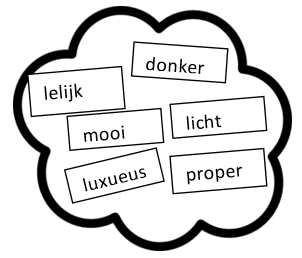 donker
lelijk
licht
mooi
proper
luxueus